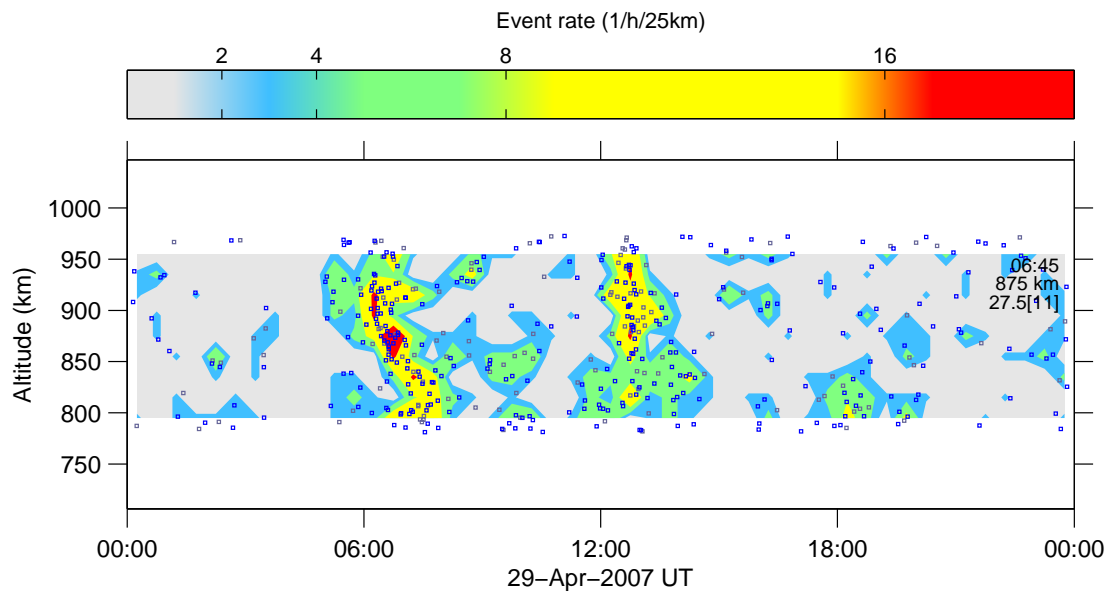 Event rate (1/h/25km)
2 4 8 16
Altitude (km)
1000
950
900
850
800
750
06:45
875 km
27.5[11]
00:00 06:00 12:00 18:00 00:00
29−Apr−2007 UT